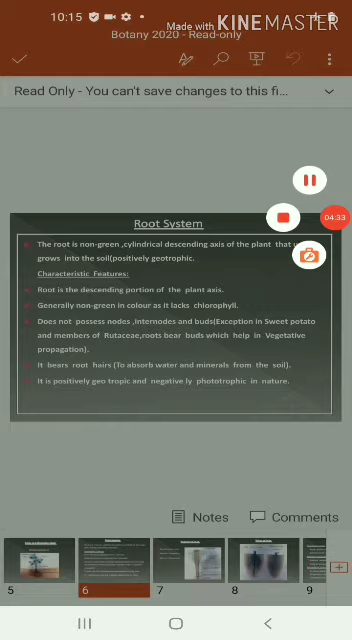 10:15
Made with KINEMASTER
Botany 2020 - Read-only
Read Only - You can't save changes to this fi...
04:33
Root System
The root is non-green ,cylindrical descending axis of the plant that u
grows into the soil(positively geotrophic.
Characteristic Features:
Root is the descending portion of the plant axis.
Generally non-green in colour as it lacks chlorophyll.
Does not possess nodes ,internodes and buds(Exception in Sweet potato
and members of Rutaceae,roots bear buds which help in Vegetative
propagation).
It bears root hairs (To absorb water and minerals from the soil).
It is positively geo tropic and negative ly phototrophic in nature.
Notes
Comments
5
6
7
8
9